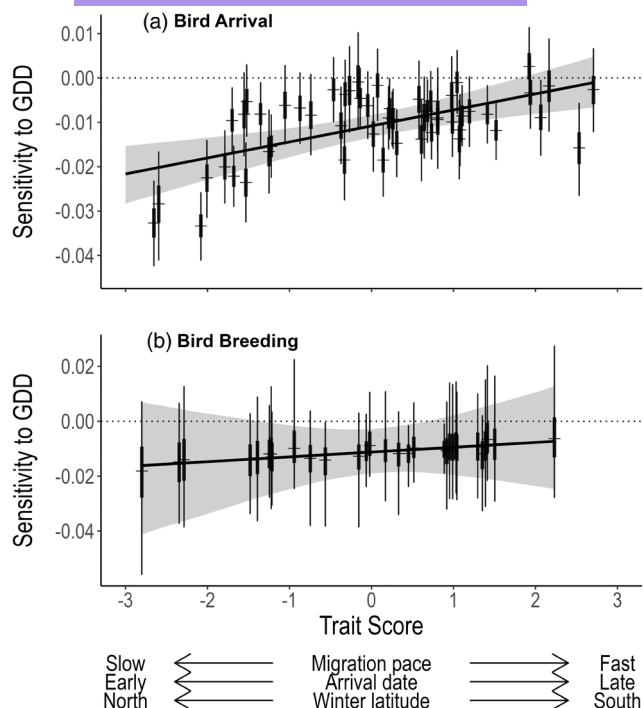 (a) Bird Arrival
0.01
0.00
-0.01
-0.02
-0.03
-0.04
Sensitivity to GDD
(b) Bird Breeding
0.02
0.00
-0.02
-0.04
Sensitivity to GDD
-3 -2 -1 0 1 2 3
Trait Score
Slow Migration pace Fast
Early Arrival date Late
North Winter latitude South